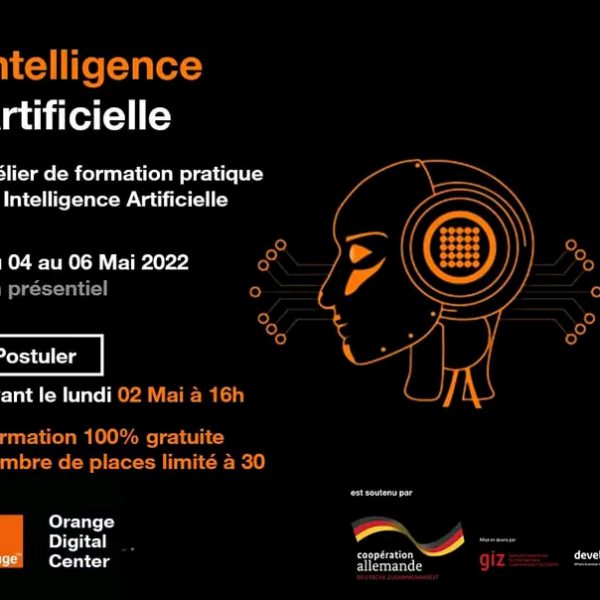 ntelligence
rtificielle
élier de formation pratique
Intelligence Artificielle
u 04 au 06 Mai 2022
n présentiel
Postuler
ant le lundi 02 Mai à 16h
rmation 100% gratuite
mbre de places limité à 30
nge™
Orange
Digital
Center
est soutenu par
coopération
allemande
DEUTSCHE ZUSAMMENARBEIT
Mise en œuvre par
giz
devel